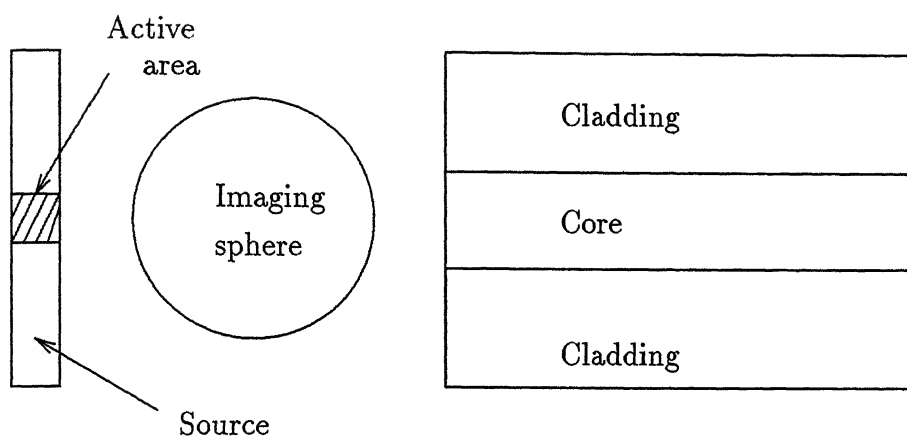 Active
area
Cladding
Imaging
sphere
Core
Cladding
Source